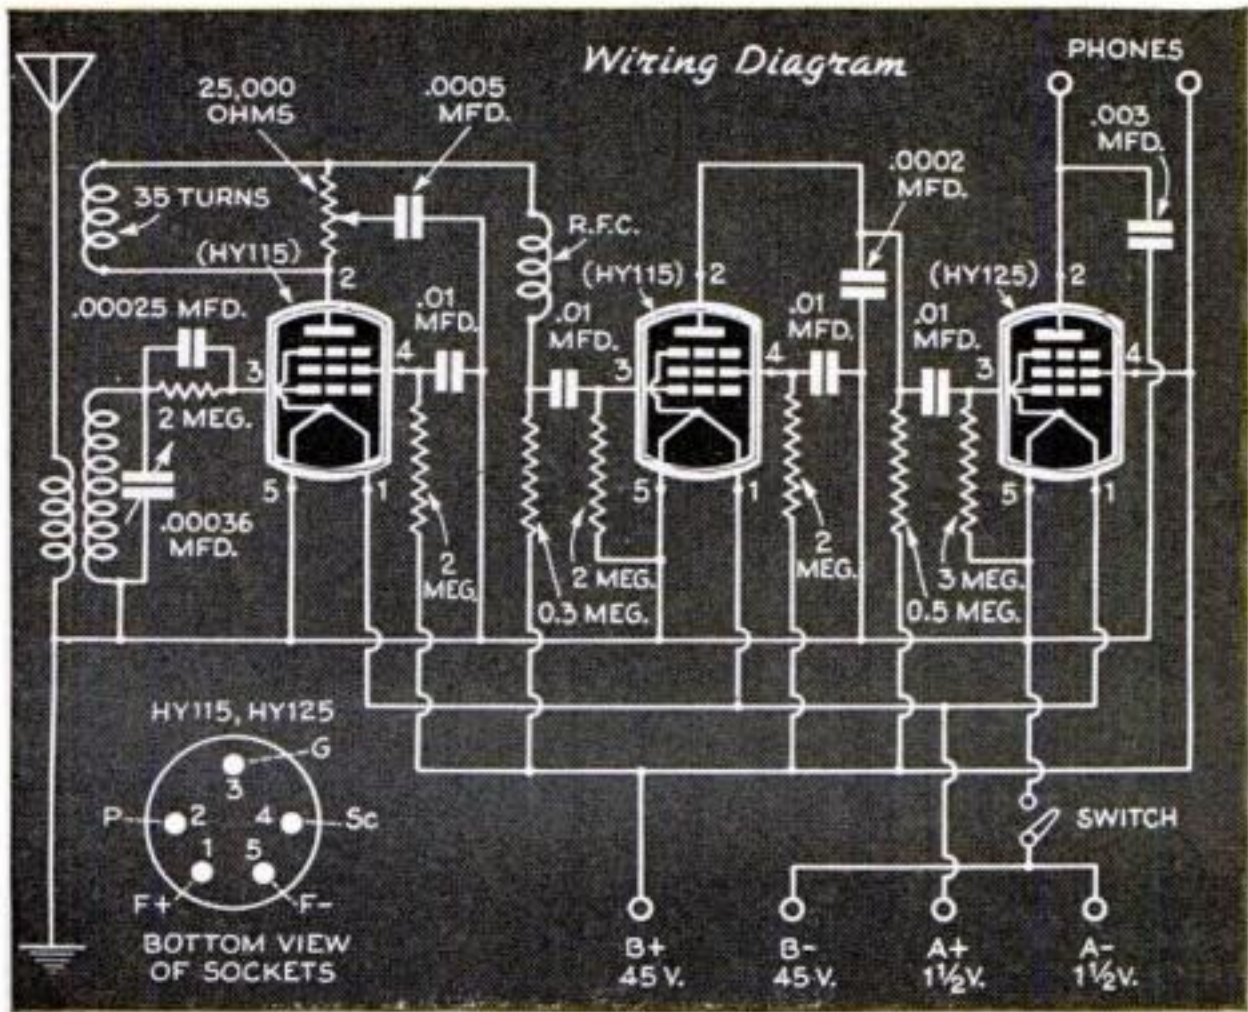 Wiring Diagram
PHONES
25,000
OHMS
.0005
MFD.
.003
MFD.
.0002
MFD.
35 TURNS
R.F.C.
(HY115)
2
(HY115)
2
(HY125)
2
.00025 MFD.
.01
MFD.
.01
MFD.
.01
MFD.
.01
MFD.
3
4
3
4
3
4
2 MEG.
5
1
5
1
5
1
.00036
MFD.
2
MEG.
2 MEG.
0.3 MEG.
2
MEG.
3 MEG.
0.5 MEG.
HY115, HY125
G
3
P
2
4
Sc
1
5
F+
F-
BOTTOM VIEW
OF SOCKETS
SWITCH
B+
45 V.
B-
45 V.
A+
1½V.
A-
1½V.